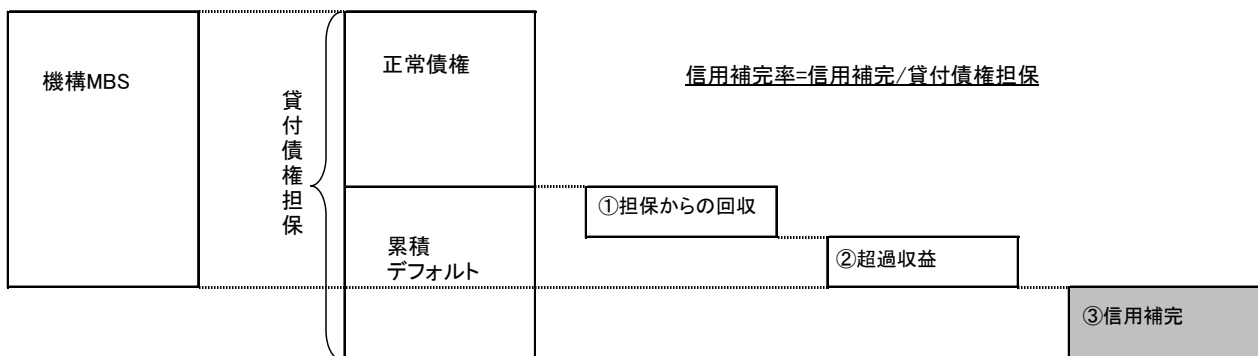 機構MBS
貸付債権担保
正常債権
信用補完率=信用補完/貸付債権担保
累積
デフォルト
①担保からの回収
②超過収益
③信用補完